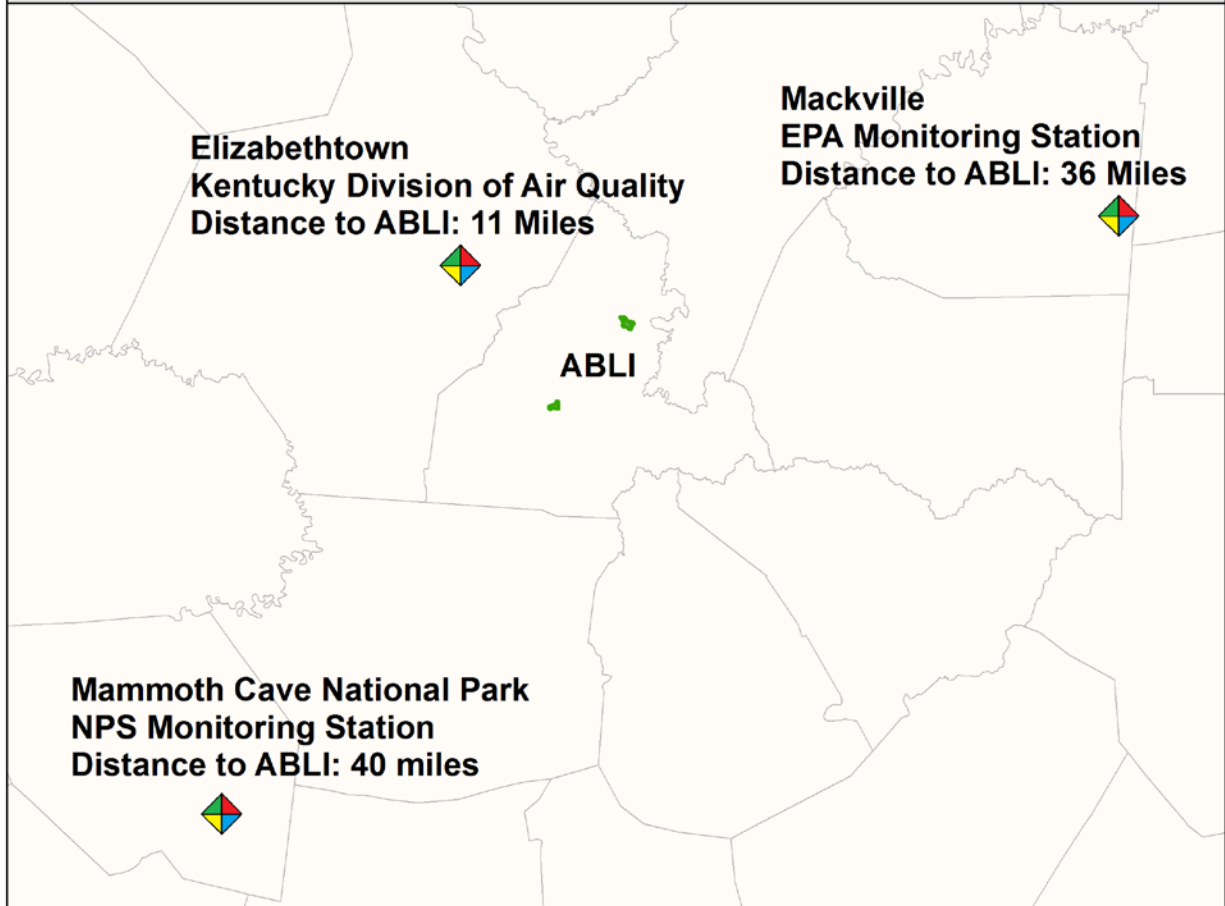 Elizabethtown
Kentucky Division of Air Quality
Distance to ABLI: 11 Miles
Mackville
EPA Monitoring Station
Distance to ABLI: 36 Miles
ABLI
Mammoth Cave National Park
NPS Monitoring Station
Distance to ABLI: 40 miles